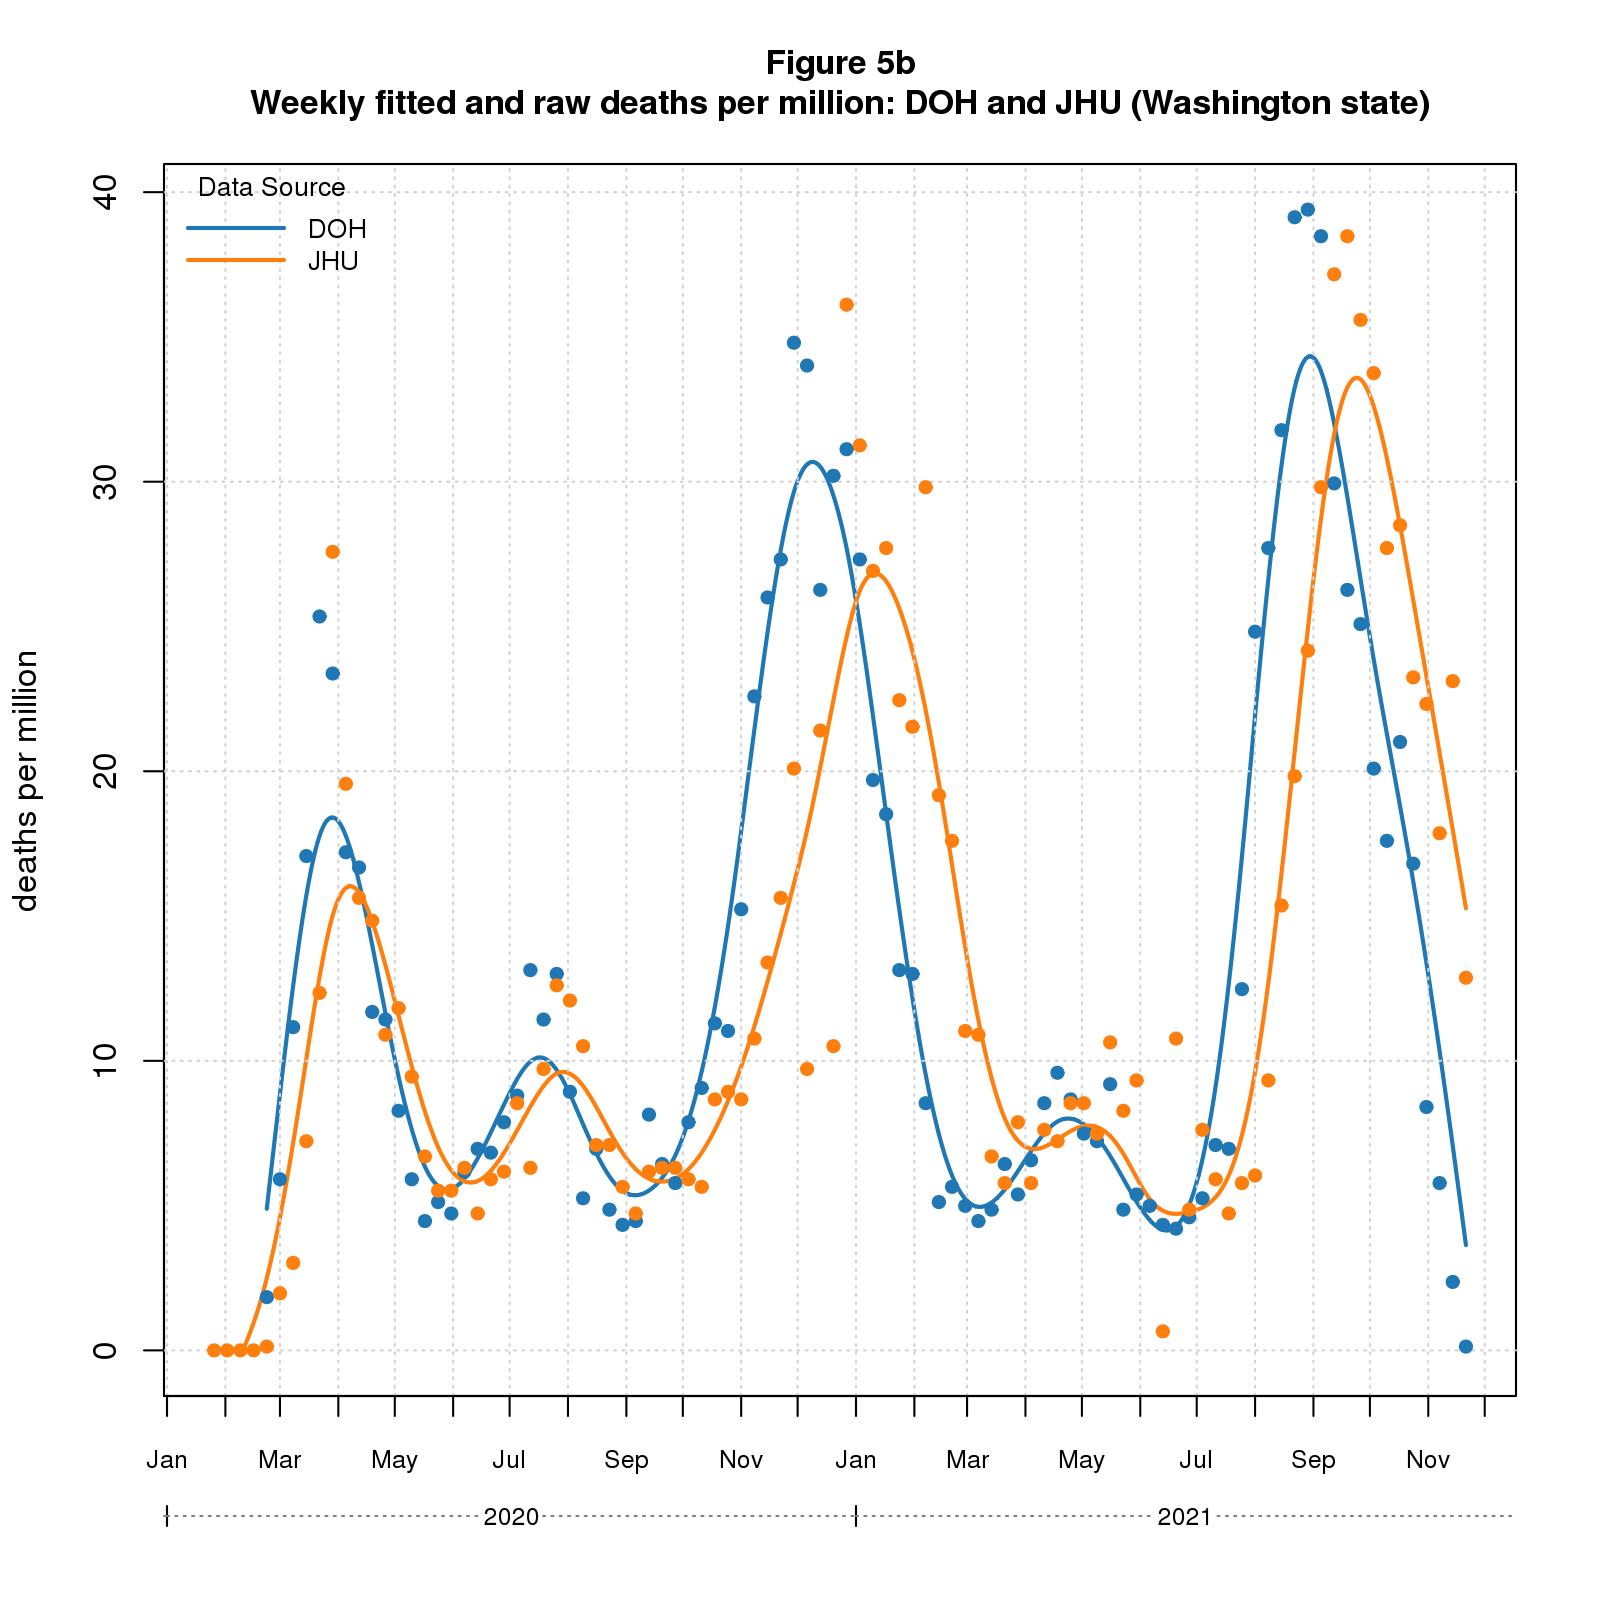 Figure 5b
Weekly fitted and raw deaths per million: DOH and JHU (Washington state)
Data Source
DOH
JHU
deaths per million
40
30
20
10
0
Jan Mar May Jul Sep Nov Jan Mar May Jul Sep Nov
2020 2021